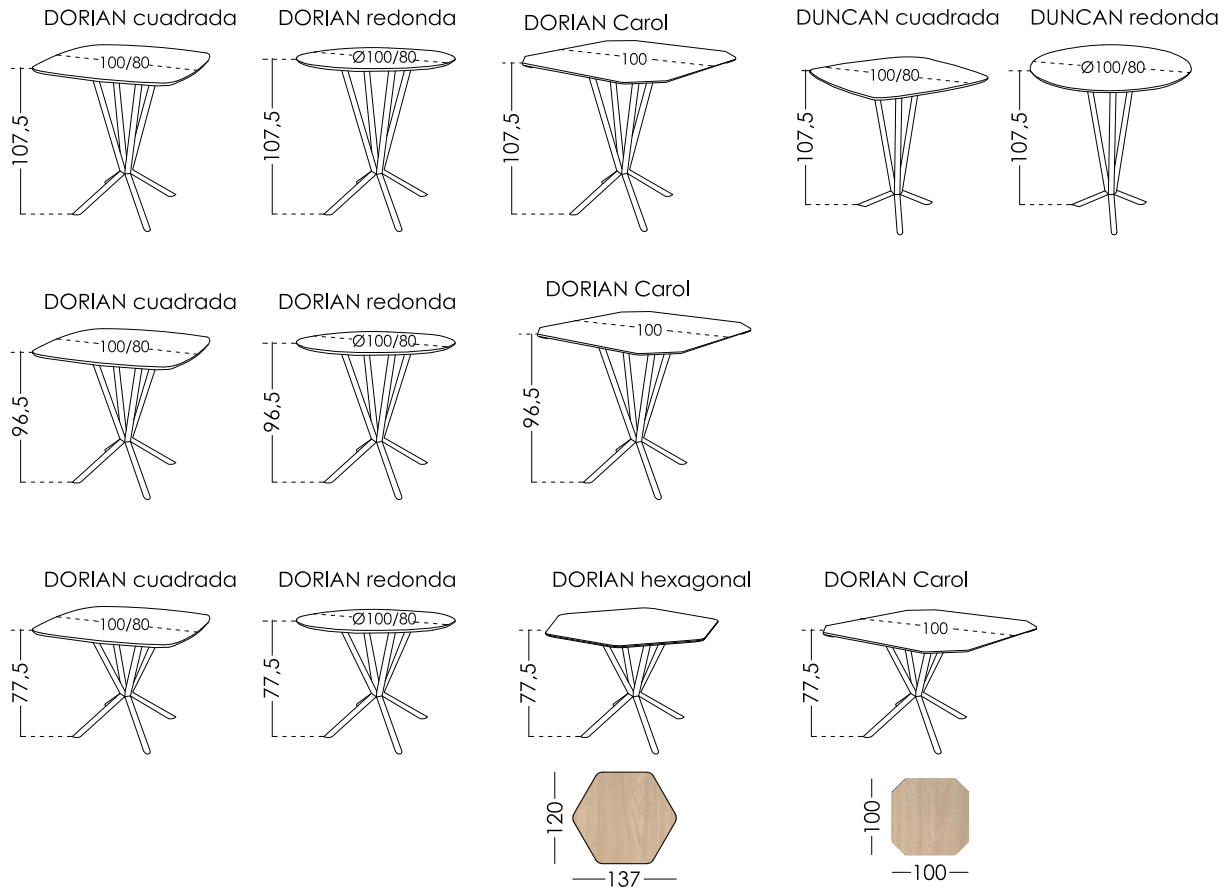 DORIAN cuadrada
DORIAN redonda
DORIAN Carol
DUNCAN cuadrada
DUNCAN redonda
100/80
Ø100/80
100
100/80
Ø100/80
107,5
107,5
107,5
107,5
107,5
DORIAN cuadrada
DORIAN redonda
DORIAN Carol
100/80
Ø100/80
100
96,5
96,5
96,5
DORIAN cuadrada
DORIAN redonda
DORIAN hexagonal
DORIAN Carol
100/80
Ø100/80
100
77,5
77,5
77,5
77,5
120
137
100
100